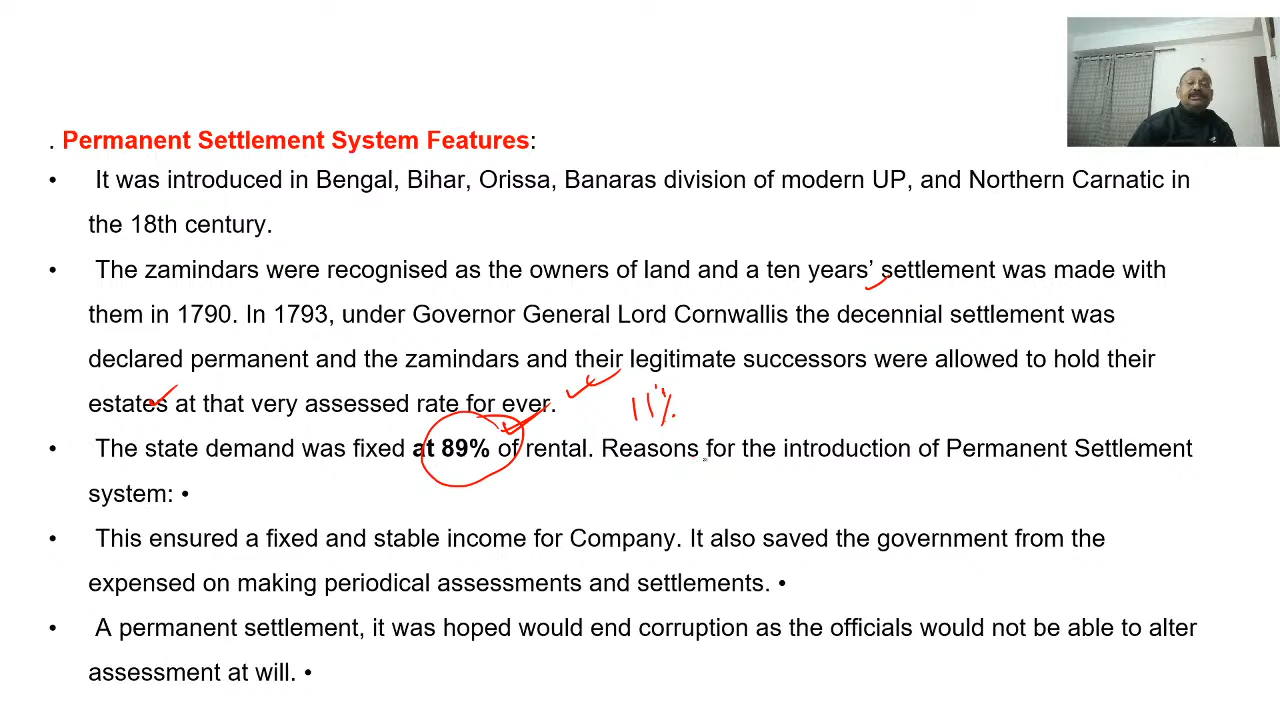 . Permanent Settlement System Features:
• It was introduced in Bengal, Bihar, Orissa, Banaras division of modern UP, and Northern Carnatic in
the 18th century.
• The zamindars were recognised as the owners of land and a ten years’ settlement was made with
them in 1790. In 1793, under Governor General Lord Cornwallis the decennial settlement was
declared permanent and the zamindars and their legitimate successors were allowed to hold their
estates at that very assessed rate for ever.
11%
• The state demand was fixed at 89% of rental. Reasons for the introduction of Permanent Settlement
system: •
• This ensured a fixed and stable income for Company. It also saved the government from the
expensed on making periodical assessments and settlements. •
• A permanent settlement, it was hoped would end corruption as the officials would not be able to alter
assessment at will. •